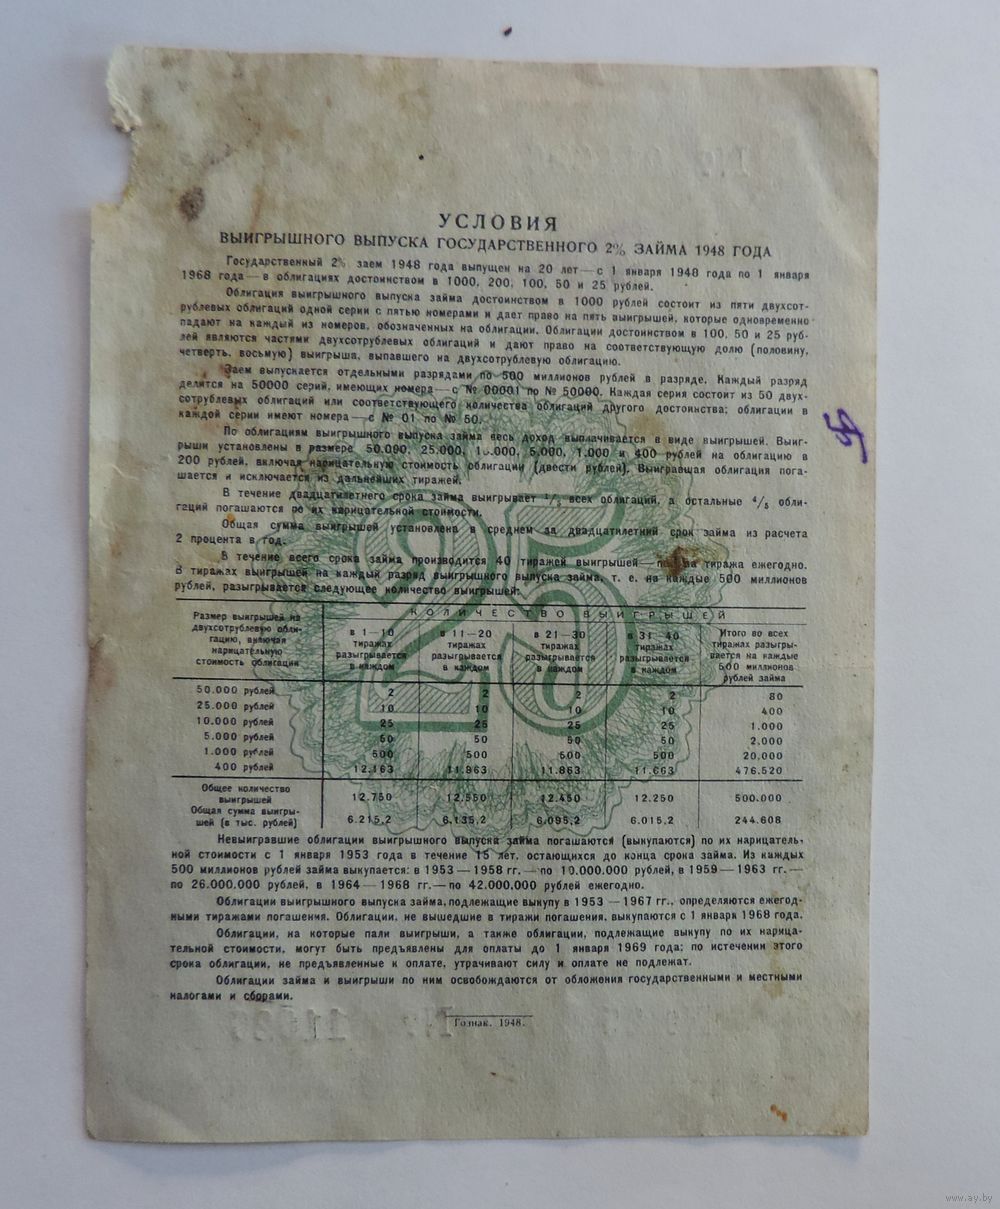 УСЛОВИЯ
ВЫИГРЫШНОГО ВЫПУСКА ГОСУДАРСТВЕННОГО 2% ЗАЙМА 1948 ГОДА
Государственный 2% заем 1948 года выпущен на 20 лет — с 1 января 1948 года по 1 января
1968 года — в облигациях достоинством в 1000, 200, 100, 50 и 25 рублей.
Облигация выигрышного выпуска займа достоинством в 1000 рублей состоит из пяти двухсот-
рублевых облигаций одной серии с пятью номерами и дает право на пять выигрышей, которые одновременно
падают на каждый из номеров, обозначенных на облигации. Облигации достоинством в 100, 50 и 25 руб-
лей являются частями двухсотрублевых облигаций и дают право на соответствующую долю (половину,
четверть, восьмую) выигрыша, выпавшего на двухсотрублевую облигацию.
Заем выпускается отдельными разрядами по 500 миллионов рублей в разряде. Каждый разряд
делится на 50000 серий, имеющих номера — с № 00001 по № 50000. Каждая серия состоит из 50 двух-
сотрублевых облигаций или соответствующего количества облигаций другого достоинства; облигации в
каждой серии имеют номера — с № 01 по № 50.
По облигациям выигрышного выпуска займа весь доход выплачивается в виде выигрышей. Выиг-
рыши установлены в размере 50.000, 25.000, 10.000, 5.000, 1.000 и 400 рублей на облигацию в
200 рублей, включая нарицательную стоимость облигации (двести рублей). Выигравшая облигация пога-
шается и исключается из дальнейших тиражей.
В течение двадцатилетнего срока займа выигрывает 1/ всех облигаций, а остальные 4/5 обли-
гаций погашаются по их нарицательной стоимости.
Общая сумма выигрышей установлена в среднем за двадцатилетний срок займа из расчета
2 процента в год.
В течение всего срока займа производится 40 тиражей выигрышей — по два тиража ежегодно.
В тиражах выигрышей на каждый разряд выигрышного выпуска займа, т. е. на каждые 500 миллионов
рублей, разыгрывается следующее количество выигрышей:
25
Размер выигрышей на двухсотрублевую обли-гацию, включая нарицательную стоимость облигации
КОЛИЧЕСТВО ВЫИГРЫШЕЙ
в 1—10 тиражах разыгрывается в каждом
в 11—20 тиражах разыгрывается в каждом
в 21—30 тиражах разыгрывается в каждом
в 31—40 тиражах разыгрывается в каждом
Итого во всех тиражах разыгры-вается на каждые 500 миллионов рублей займа
50.000 рублей 2 2 2 2 80
25.000 рублей 10 10 10 10 400
10.000 рублей 25 25 25 25 1.000
5.000 рублей 50 50 50 50 2.000
1.000 рублей 500 500 500 500 20.000
400 рублей 12.163 11.963 11.863 11.663 476.520
Общее количество выигрышей 12.750 12.550 12.450 12.250 500.000
Общая сумма выигры-шей (в тыс. рублей) 6.215,2 6.135,2 6.095,2 6.015,2 244.608
Невыигравшие облигации выигрышного выпуска займа погашаются (выкупаются) по их нарицатель-
ной стоимости с 1 января 1953 года в течение 15 лет, остающихся до конца срока займа. Из каждых
500 миллионов рублей займа выкупается: в 1953 — 1958 гг. — по 10.000.000 рублей, в 1959 — 1963 гг. —
по 26.000.000 рублей, в 1964 — 1968 гг. — по 42.000.000 рублей ежегодно.
Облигации выигрышного выпуска займа, подлежащие выкупу в 1953 — 1967 гг., определяются ежегод-
ными тиражами погашения. Облигации, не вышедшие в тиражи погашения, выкупаются с 1 января 1968 года.
Облигации, на которые пали выигрыши, а также облигации, подлежащие выкупу по их нарица-
тельной стоимости, могут быть предъявлены для оплаты до 1 января 1969 года; по истечении этого
срока облигации, не предъявленные к оплате, утрачивают силу и оплате не подлежат.
Облигации займа и выигрыши по ним освобождаются от обложения государственными и местными
налогами и сборами.
Гознак. 1948.
www.ay.by